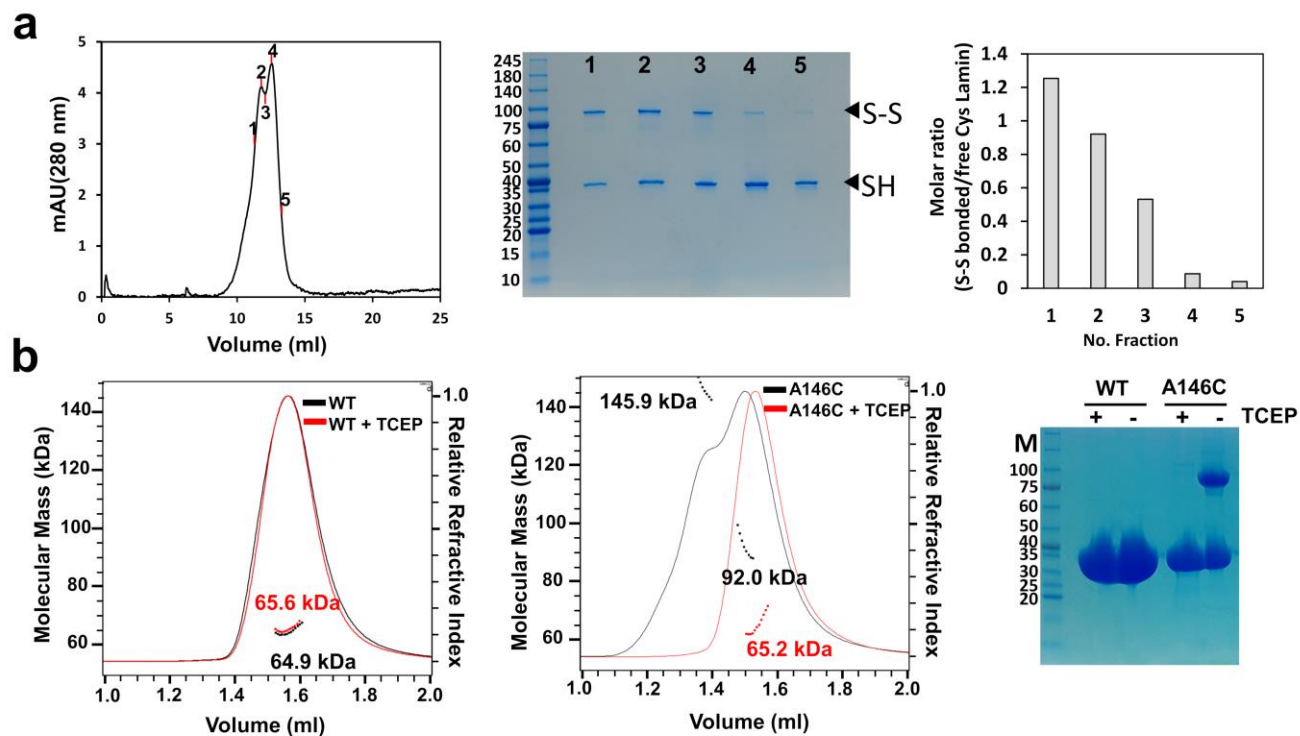 a
mAU(280 nm)
5
4
3
2
1
0
1
2
3
4
5
0 5 10 15 20 25
Volume (ml)
1 2 3 4 5
245
180
140
100
75
60
40
35
30
25
20
15
10
S-S
SH
Molar ratio
(S-S bonded/free Cys Lamin)
1.4
1.2
1
0.8
0.6
0.4
0.2
0
1 2 3 4 5
No. Fraction
b
Molecular Mass (kDa)
140
120
100
80
60
WT
WT + TCEP
65.6 kDa
64.9 kDa
1.0
0.0
Relative Refractive Index
1.0 1.2 1.4 1.6 1.8 2.0
Volume (ml)
Molecular Mass (kDa)
140
120
100
80
60
145.9 kDa
A146C
A146C + TCEP
92.0 kDa
65.2 kDa
1.0
0.0
Relative Refractive Index
1.0 1.2 1.4 1.6 1.8 2.0
Volume (ml)
WT A146C
+ - + - TCEP
M
100
75
60
50
40
35
30
25
20